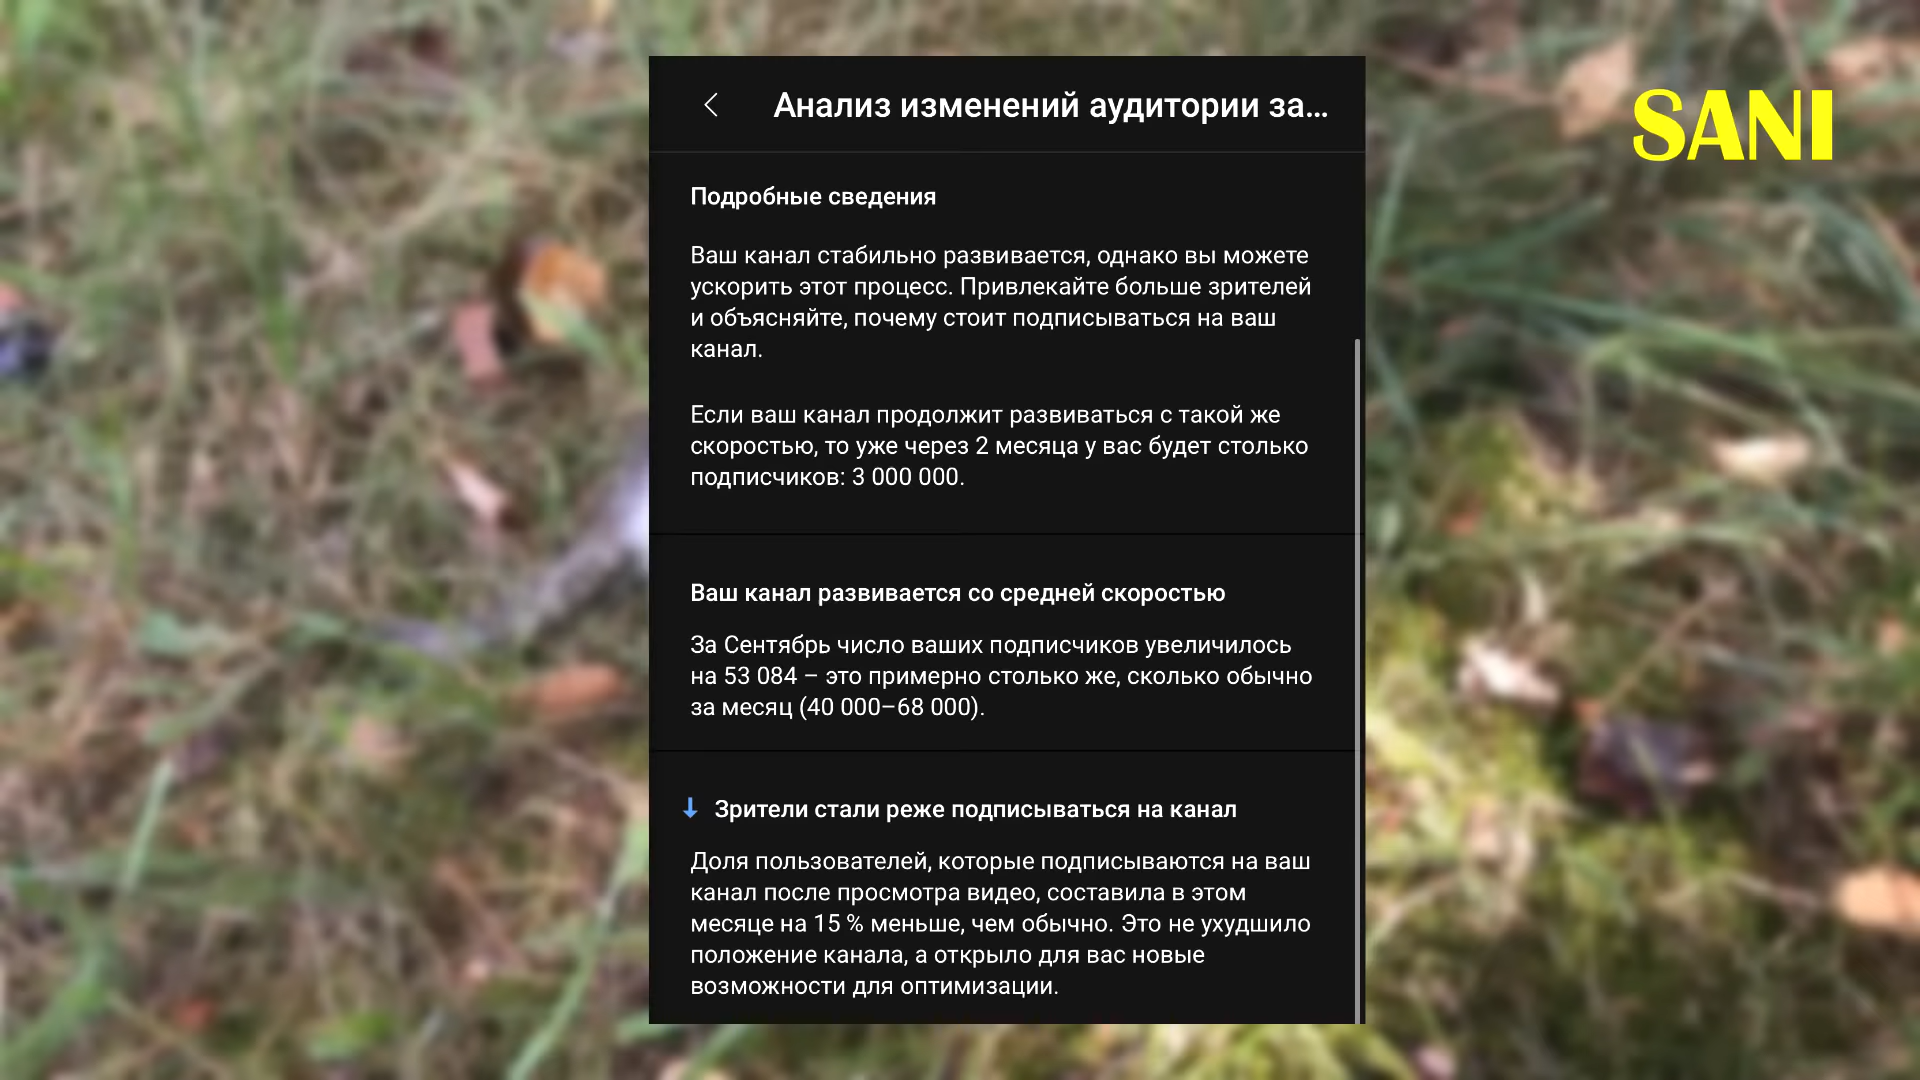 Анализ изменений аудитории за...
SANI
Подробные сведения
Ваш канал стабильно развивается, однако вы можете
ускорить этот процесс. Привлекайте больше зрителей
и объясняйте, почему стоит подписываться на ваш
канал.
Если ваш канал продолжит развиваться с такой же
скоростью, то уже через 2 месяца у вас будет столько
подписчиков: 3 000 000.
Ваш канал развивается со средней скоростью
За Сентябрь число ваших подписчиков увеличилось
на 53 084 – это примерно столько же, сколько обычно
за месяц (40 000–68 000).
Зрители стали реже подписываться на канал
Доля пользователей, которые подписываются на ваш
канал после просмотра видео, составила в этом
месяце на 15 % меньше, чем обычно. Это не ухудшило
положение канала, а открыло для вас новые
возможности для оптимизации.